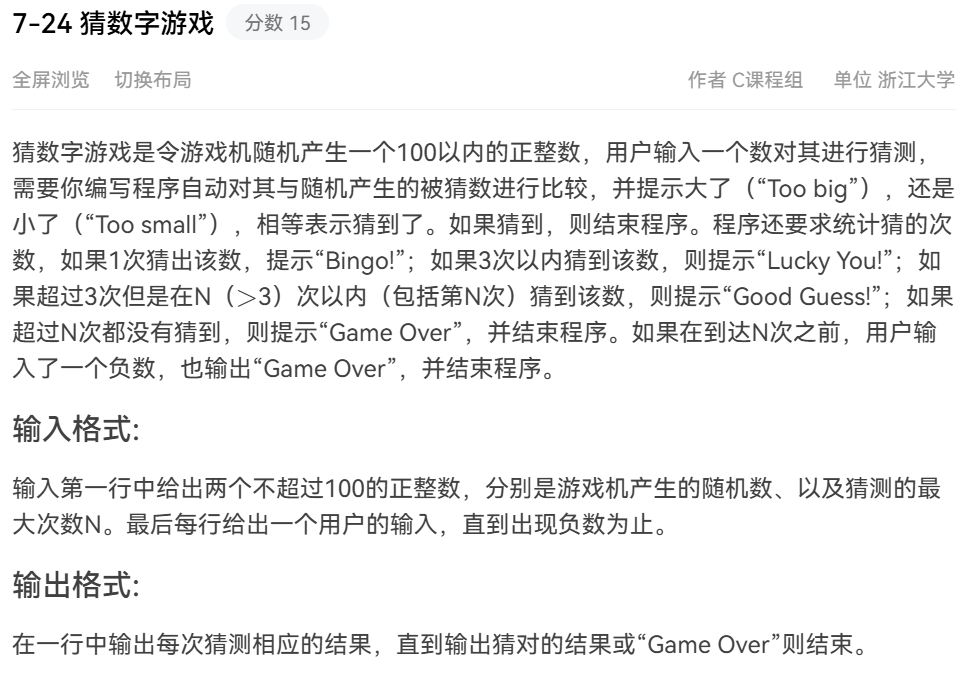 7-24 猜数字游戏 分数 15
全屏浏览 切换布局 作者 C课程组 单位 浙江大学
猜数字游戏是令游戏机随机产生一个100以内的正整数，用户输入一个数对其进行猜测，
需要你编写程序自动对其与随机产生的被猜数进行比较，并提示大了（“Too big”），还是
小了（“Too small”），相等表示猜到了。如果猜到，则结束程序。程序还要求统计猜的次
数，如果1次猜出该数，提示“Bingo!”；如果3次以内猜到该数，则提示“Lucky You!”；如
果超过3次但是在N（>3）次以内（包括第N次）猜到该数，则提示“Good Guess!”；如果
超过N次都没有猜到，则提示“Game Over”，并结束程序。如果在到达N次之前，用户输
入了一个负数，也输出“Game Over”，并结束程序。
输入格式:
输入第一行中给出两个不超过100的正整数，分别是游戏机产生的随机数、以及猜测的最
大次数N。最后每行给出一个用户的输入，直到出现负数为止。
输出格式:
在一行中输出每次猜测相应的结果，直到输出猜对的结果或“Game Over”则结束。